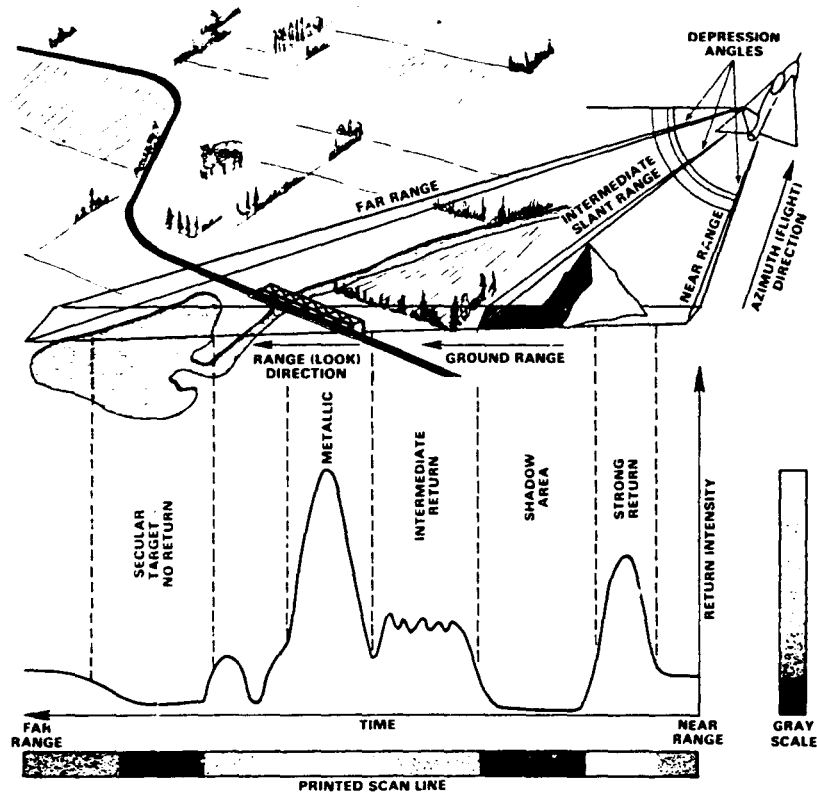 DEPRESSION
ANGLES
FAR RANGE
INTERMEDIATE
SLANT RANGE
NEAR RANGE
AZIMUTH (FLIGHT)
DIRECTION
RANGE (LOOK)
DIRECTION
GROUND RANGE
SECULAR
TARGET
NO RETURN
METALLIC
INTERMEDIATE
RETURN
SHADOW
AREA
STRONG
RETURN
RETURN INTENSITY
FAR
RANGE
TIME
NEAR
RANGE
GRAY
SCALE
PRINTED SCAN LINE